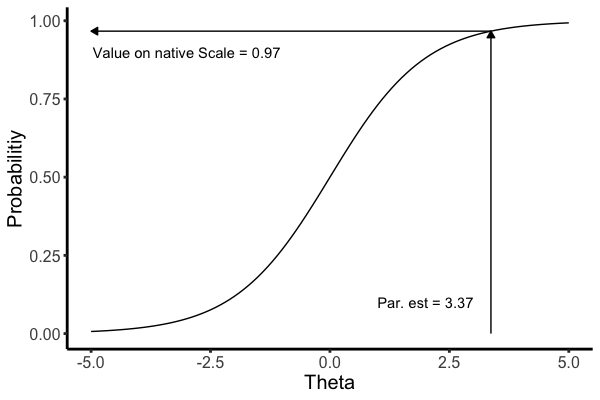 1.00
Value on native Scale = 0.97
0.75
Probabilitiy
0.50
0.25
Par. est = 3.37
0.00
-5.0 -2.5 0.0 2.5 5.0
Theta